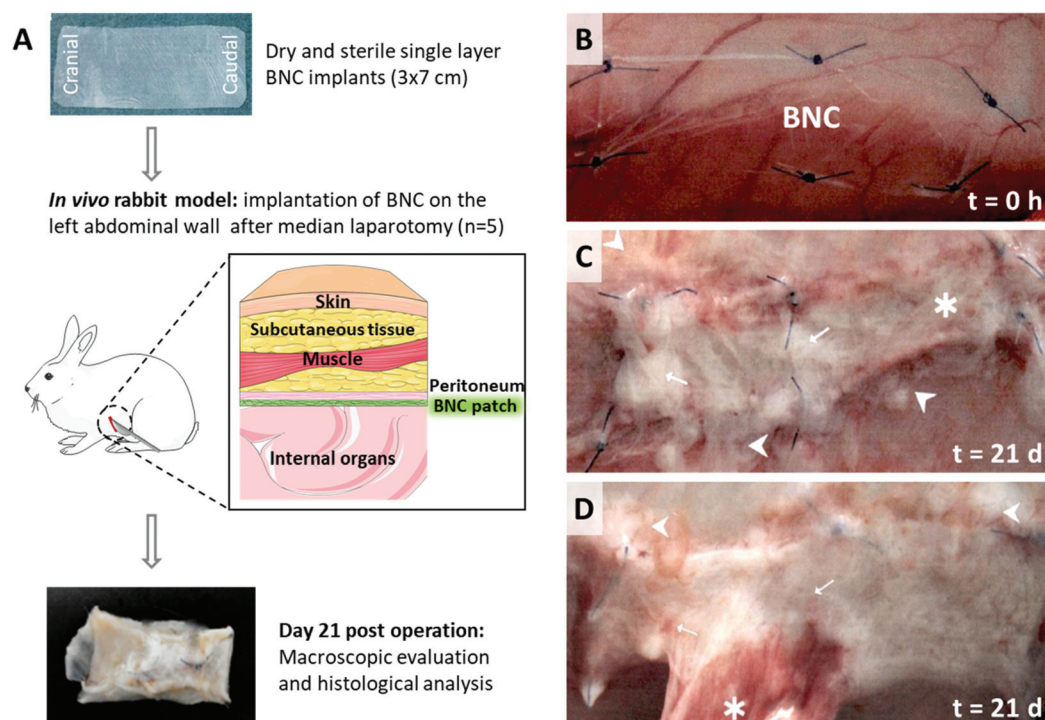 A
Cranial
Caudal
Dry and sterile single layer
BNC implants (3x7 cm)
In vivo rabbit model: implantation of BNC on the
left abdominal wall after median laparotomy (n=5)
Skin
Subcutaneous tissue
Muscle
Peritoneum
BNC patch
Internal organs
Day 21 post operation:
Macroscopic evaluation
and histological analysis
B
BNC
t = 0 h
C
*
t = 21 d
D
*
t = 21 d